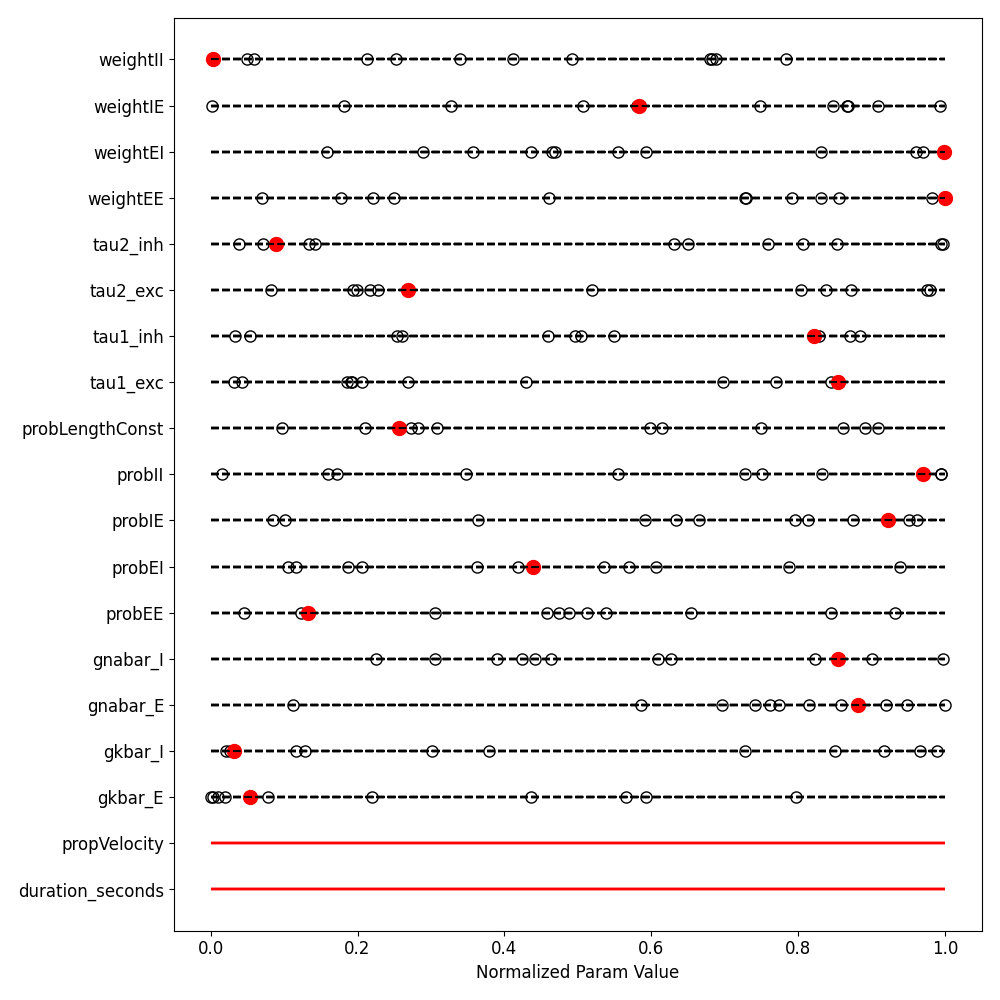 weightII
weightIE
weightEI
weightEE
tau2_inh
tau2_exc
tau1_inh
tau1_exc
probLengthConst
probII
probIE
probEI
probEE
gnabar_I
gnabar_E
gkbar_I
gkbar_E
propVelocity
duration_seconds
0.0 0.2 0.4 0.6 0.8 1.0
Normalized Param Value